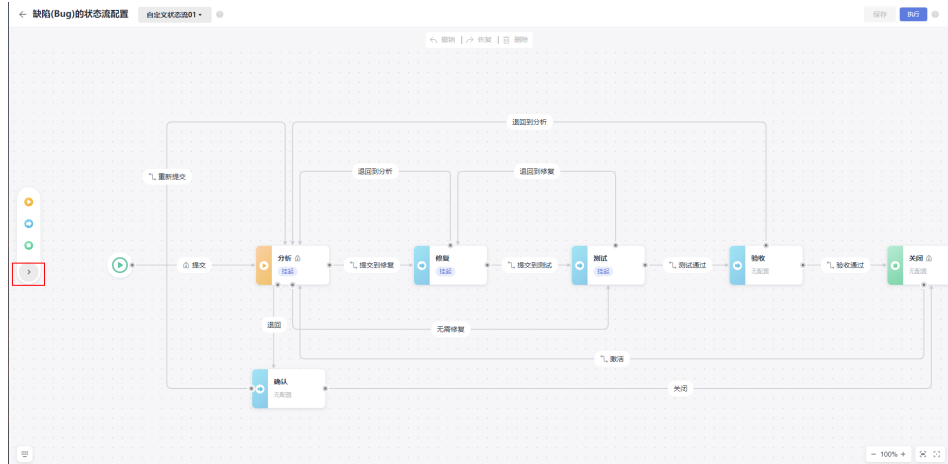 缺陷(Bug)的状态流配置 自定义状态流01
保存 执行
撤销 恢复 删除
退回到分析
重新提交 退回到分析 退回到修复
提交 分析 挂起 提交到修复 修复 挂起 提交到测试 测试 挂起 测试通过 验收 无配置 验收通过 关闭 无配置
退回 无需修复
激活
确认 无配置 关闭
− 100% +